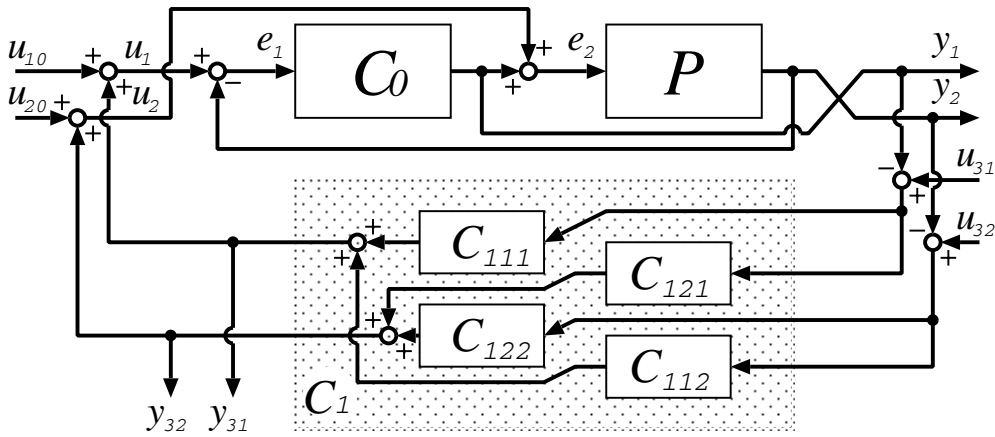 u10 u1 e1 C0 e2 P y1
u20 u2 y2
u31
C111 u32
C121
C122
C112
C1
y32 y31
+ + + + + + + + −
− + − +
+ + + +